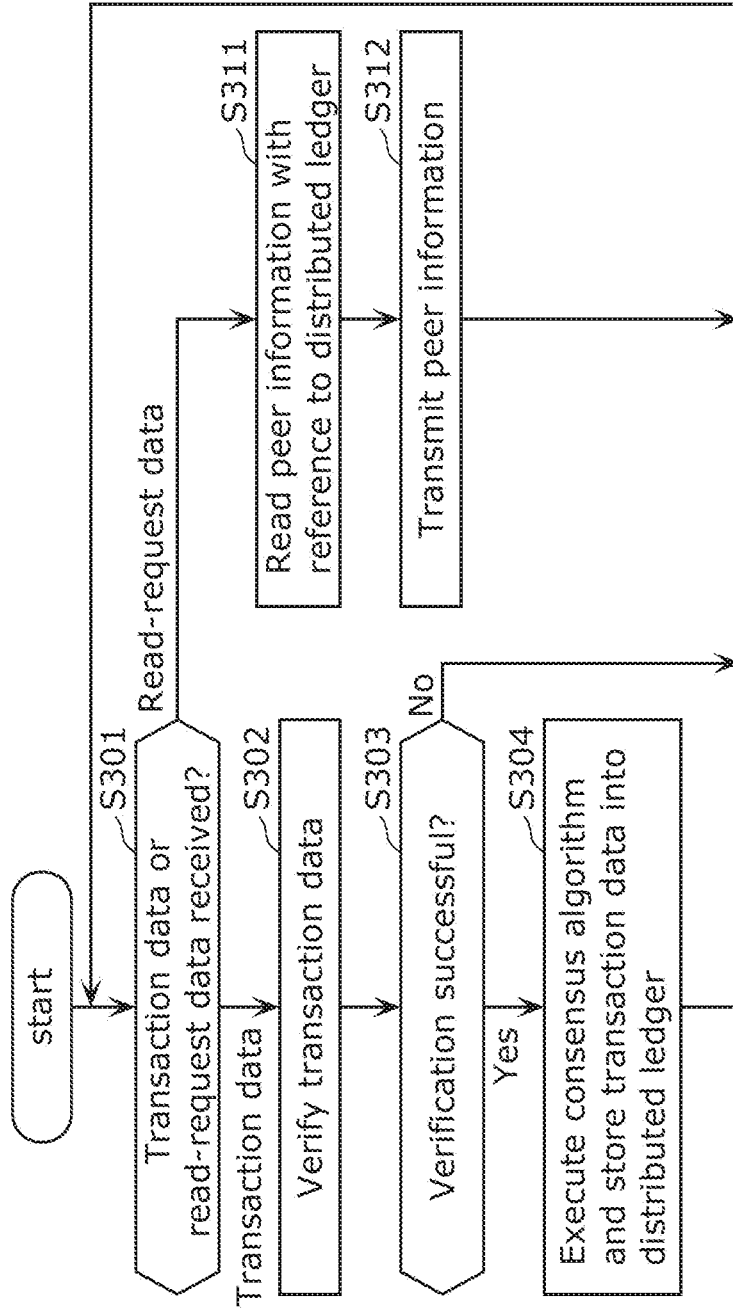 start
S301
Transaction data or
read-request data received?
Read-request data
Transaction data
S302
Verify transaction data
S303
Verification successful?
No
Yes
S304
Execute consensus algorithm
and store transaction data into
distributed ledger
S311
Read peer information with
reference to distributed ledger
S312
Transmit peer information